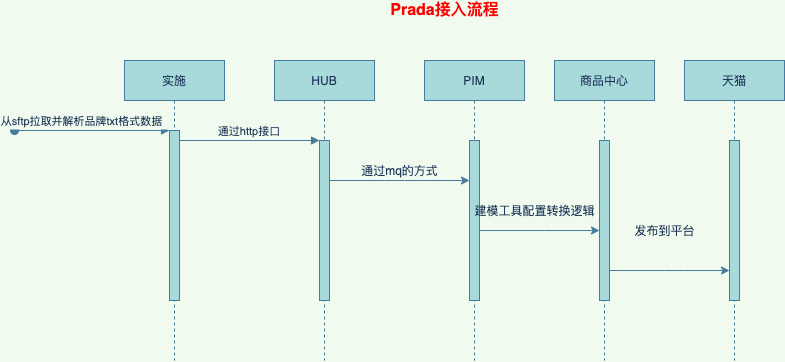 Prada接入流程
实施
HUB
PIM
商品中心
天猫
从sftp拉取并解析品牌txt格式数据
通过http接口
通过mq的方式
建模工具配置转换逻辑
发布到平台